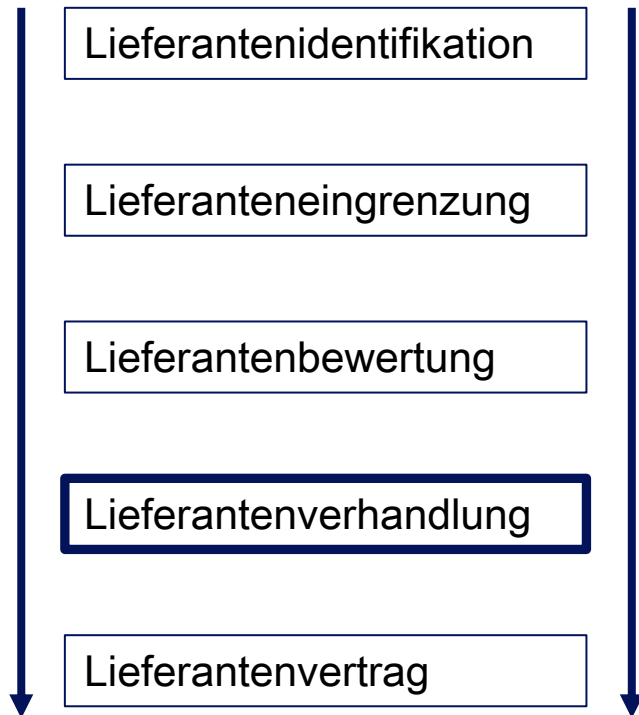 Lieferantenidentifikation
Lieferanteneingrenzung
Lieferantenbewertung
Lieferantenverhandlung
Lieferantenvertrag